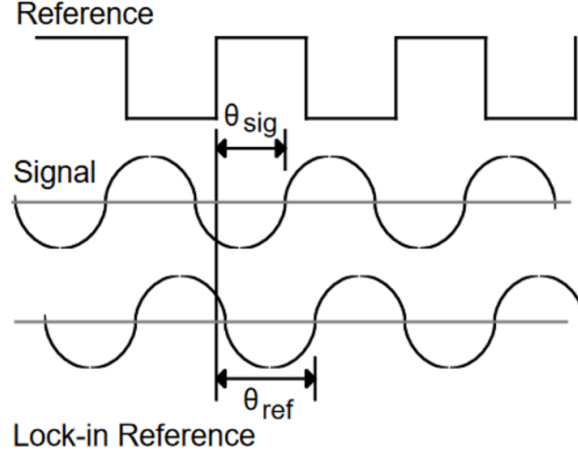 Reference
θsig
Signal
θref
Lock-in Reference